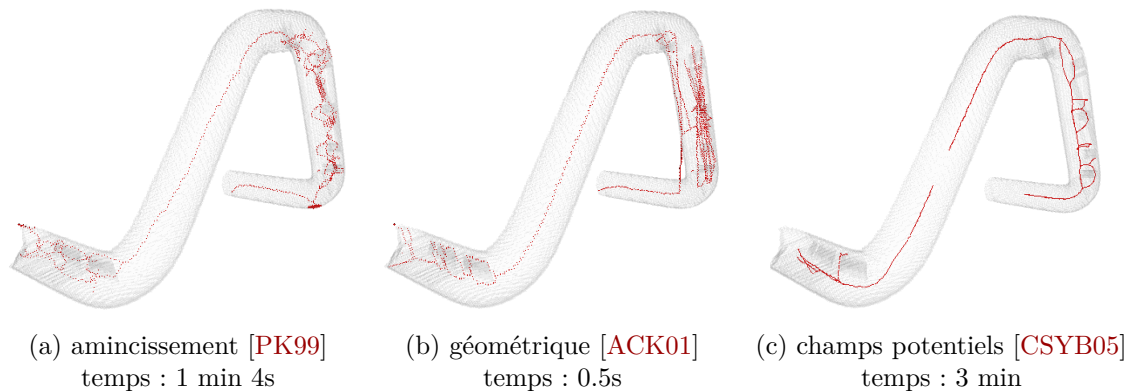 (a) amincissement [PK99]
temps : 1 min 4s
(b) géométrique [ACK01]
temps : 0.5s
(c) champs potentiels [CSYB05]
temps : 3 min